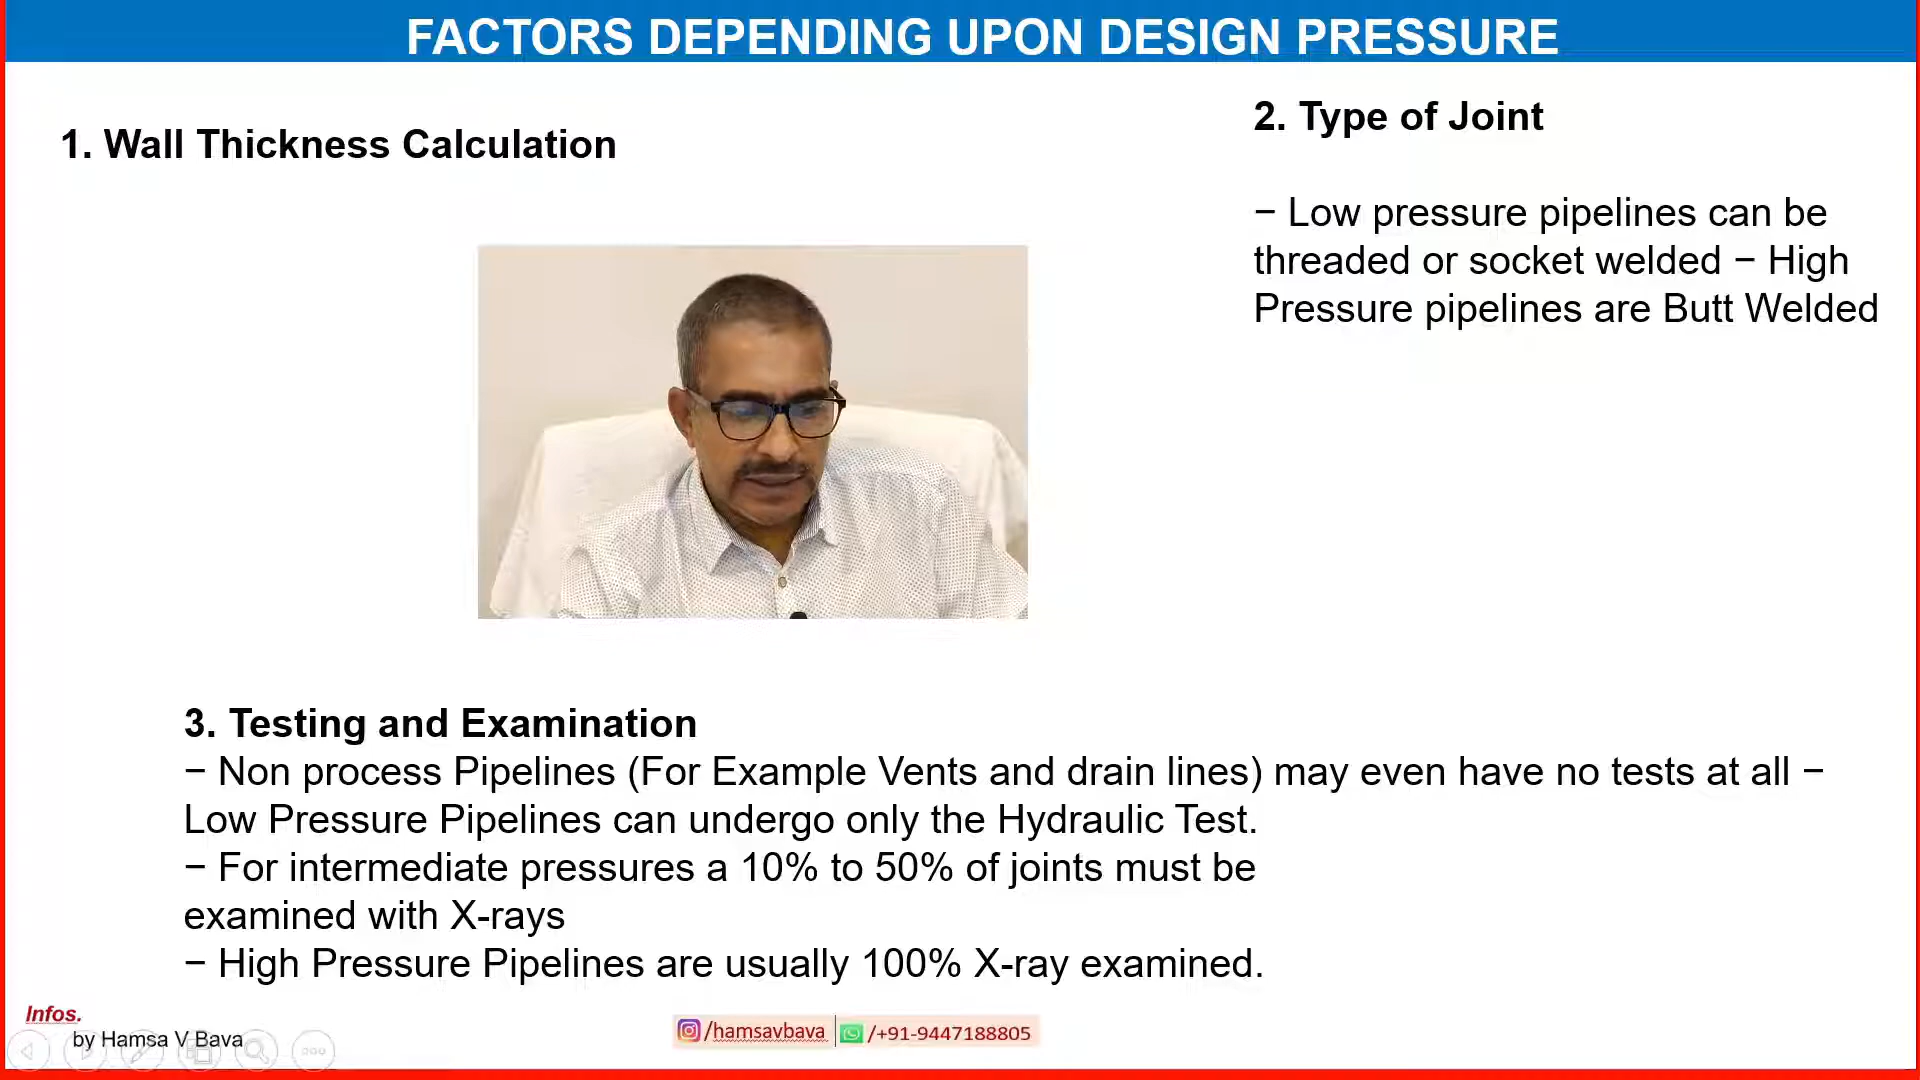 FACTORS DEPENDING UPON DESIGN PRESSURE
1. Wall Thickness Calculation
2. Type of Joint
− Low pressure pipelines can be
threaded or socket welded − High
Pressure pipelines are Butt Welded
3. Testing and Examination
− Non process Pipelines (For Example Vents and drain lines) may even have no tests at all −
Low Pressure Pipelines can undergo only the Hydraulic Test.
− For intermediate pressures a 10% to 50% of joints must be
examined with X-rays
− High Pressure Pipelines are usually 100% X-ray examined.
Infos.
by Hamsa V Bava
/hamsavbava
/+91-9447188805